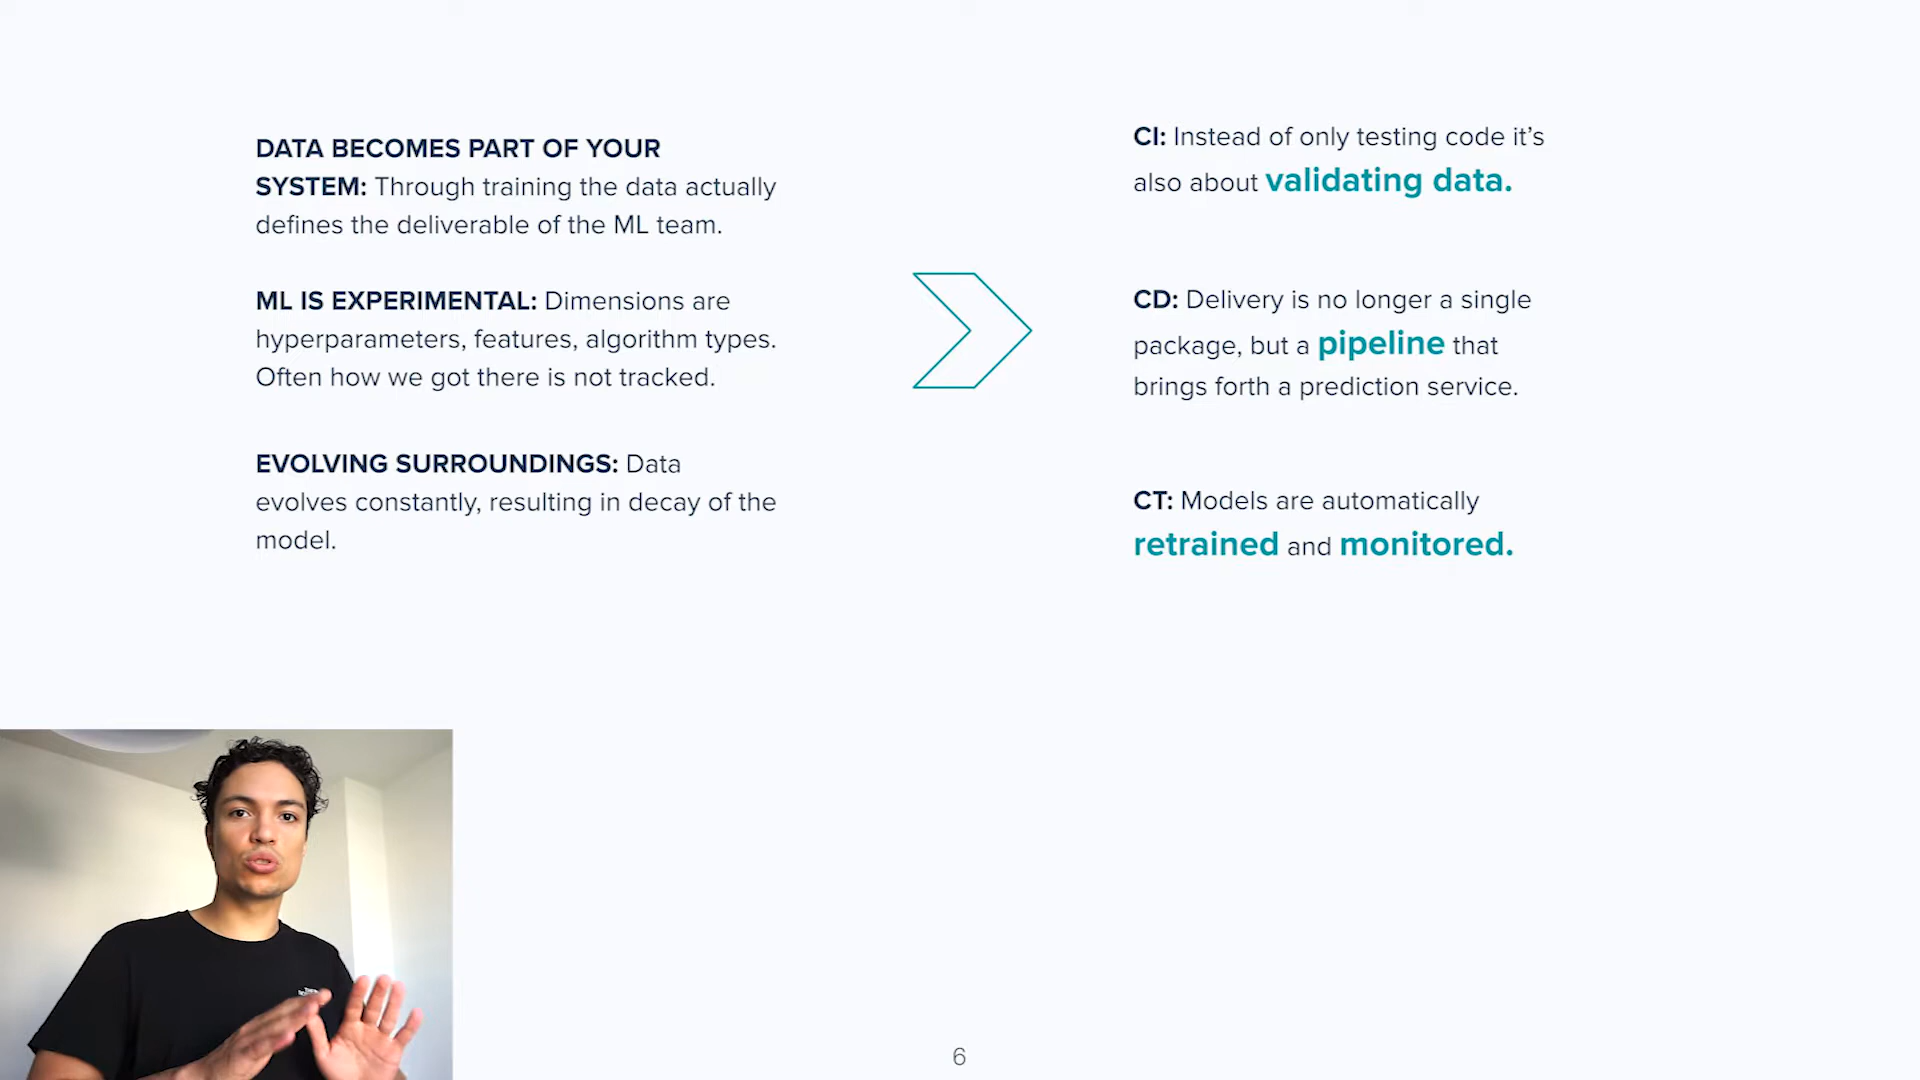 DATA BECOMES PART OF YOUR
SYSTEM: Through training the data actually
defines the deliverable of the ML team.
ML IS EXPERIMENTAL: Dimensions are
hyperparameters, features, algorithm types.
Often how we got there is not tracked.
EVOLVING SURROUNDINGS: Data
evolves constantly, resulting in decay of the
model.
CI: Instead of only testing code it’s
also about validating data.
CD: Delivery is no longer a single
package, but a pipeline that
brings forth a prediction service.
CT: Models are automatically
retrained and monitored.
6